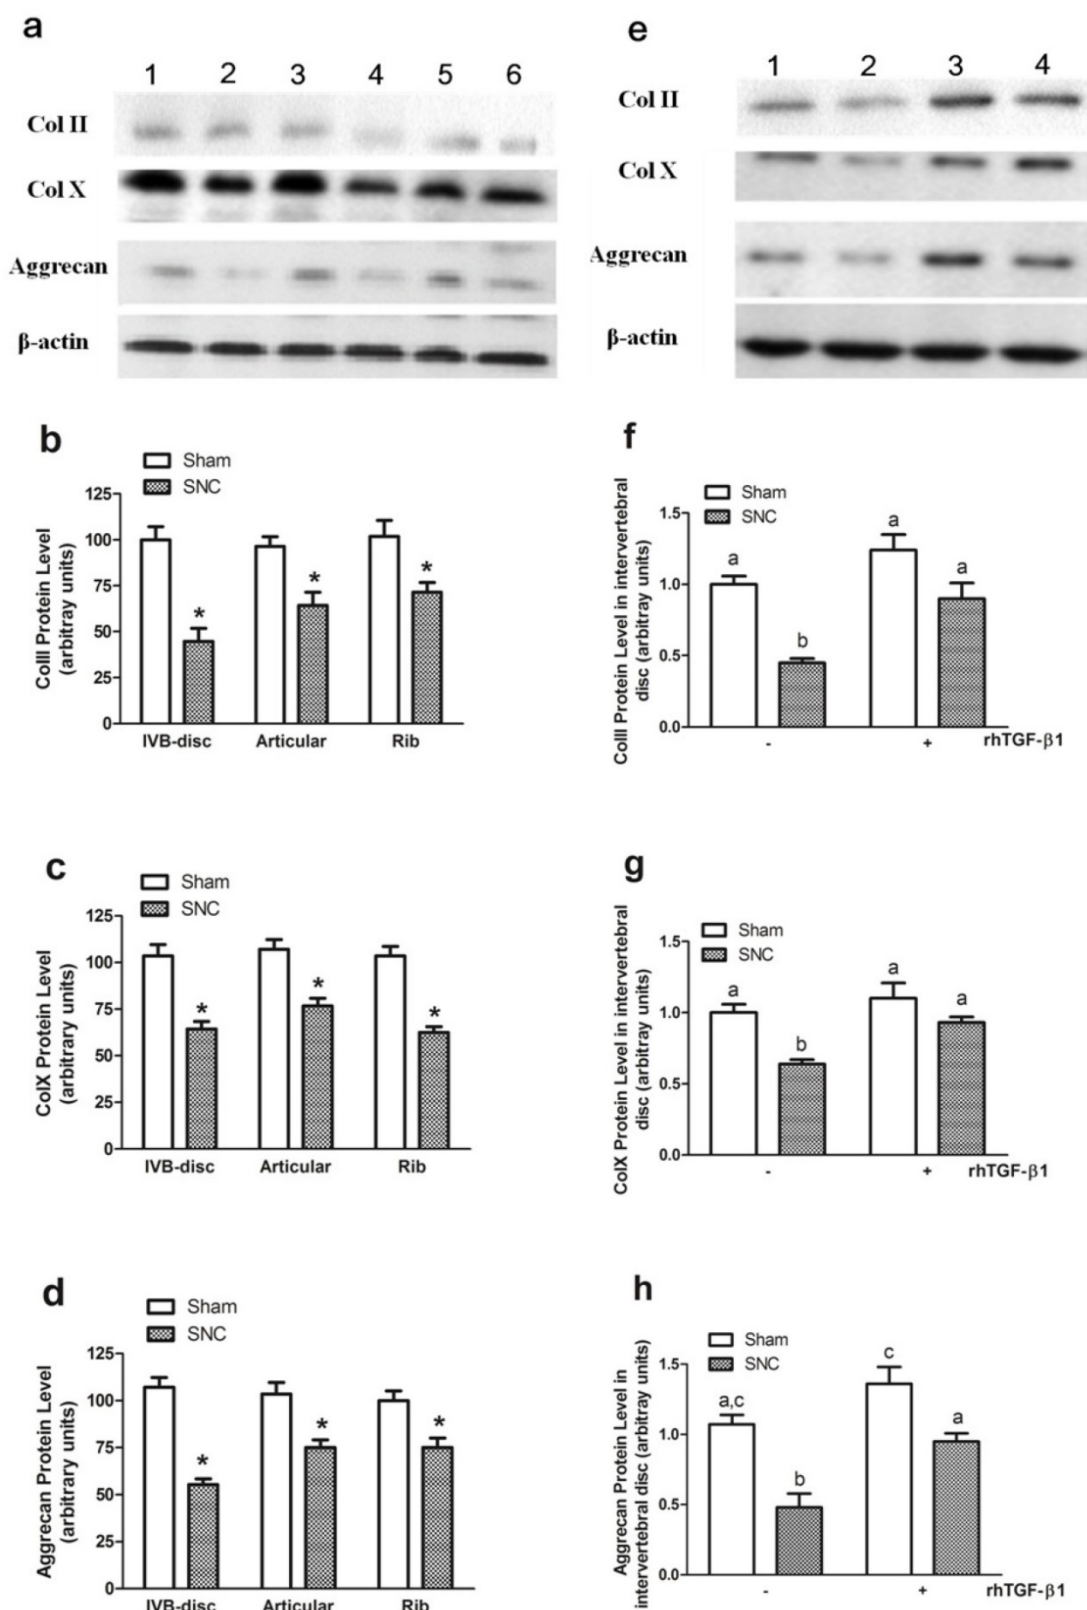 a
1 2 3 4 5 6
Col II
Col X
Aggrecan
β-actin
e
1 2 3 4
Col II
Col X
Aggrecan
β-actin
b
Sham
SNC
125
100
75
50
25
0
ColII Protein Level
(arbitray units)
* * *
IVB-disc Articular Rib
f
Sham
SNC
1.5
1.0
0.5
0.0
ColII Protein Level in intervertebral
disc (arbitray units)
a b a a
- + rhTGF-β1
c
Sham
SNC
125
100
75
50
25
0
ColX Protein Level
(arbitrary units)
* * *
IVB-disc Articular Rib
g
Sham
SNC
1.5
1.0
0.5
0.0
ColX Protein Level in intervertebral
disc (arbitray units)
a b a a
- + rhTGF-β1
d
Sham
SNC
125
100
75
50
25
0
Aggrecan Protein Level
(arbitrary units)
* * *
IVB-disc Articular Rib
h
Sham
SNC
1.5
1.0
0.5
0.0
Aggrecan Protein Level in
intervertebral disc (arbitray units)
a,c b c a
- + rhTGF-β1